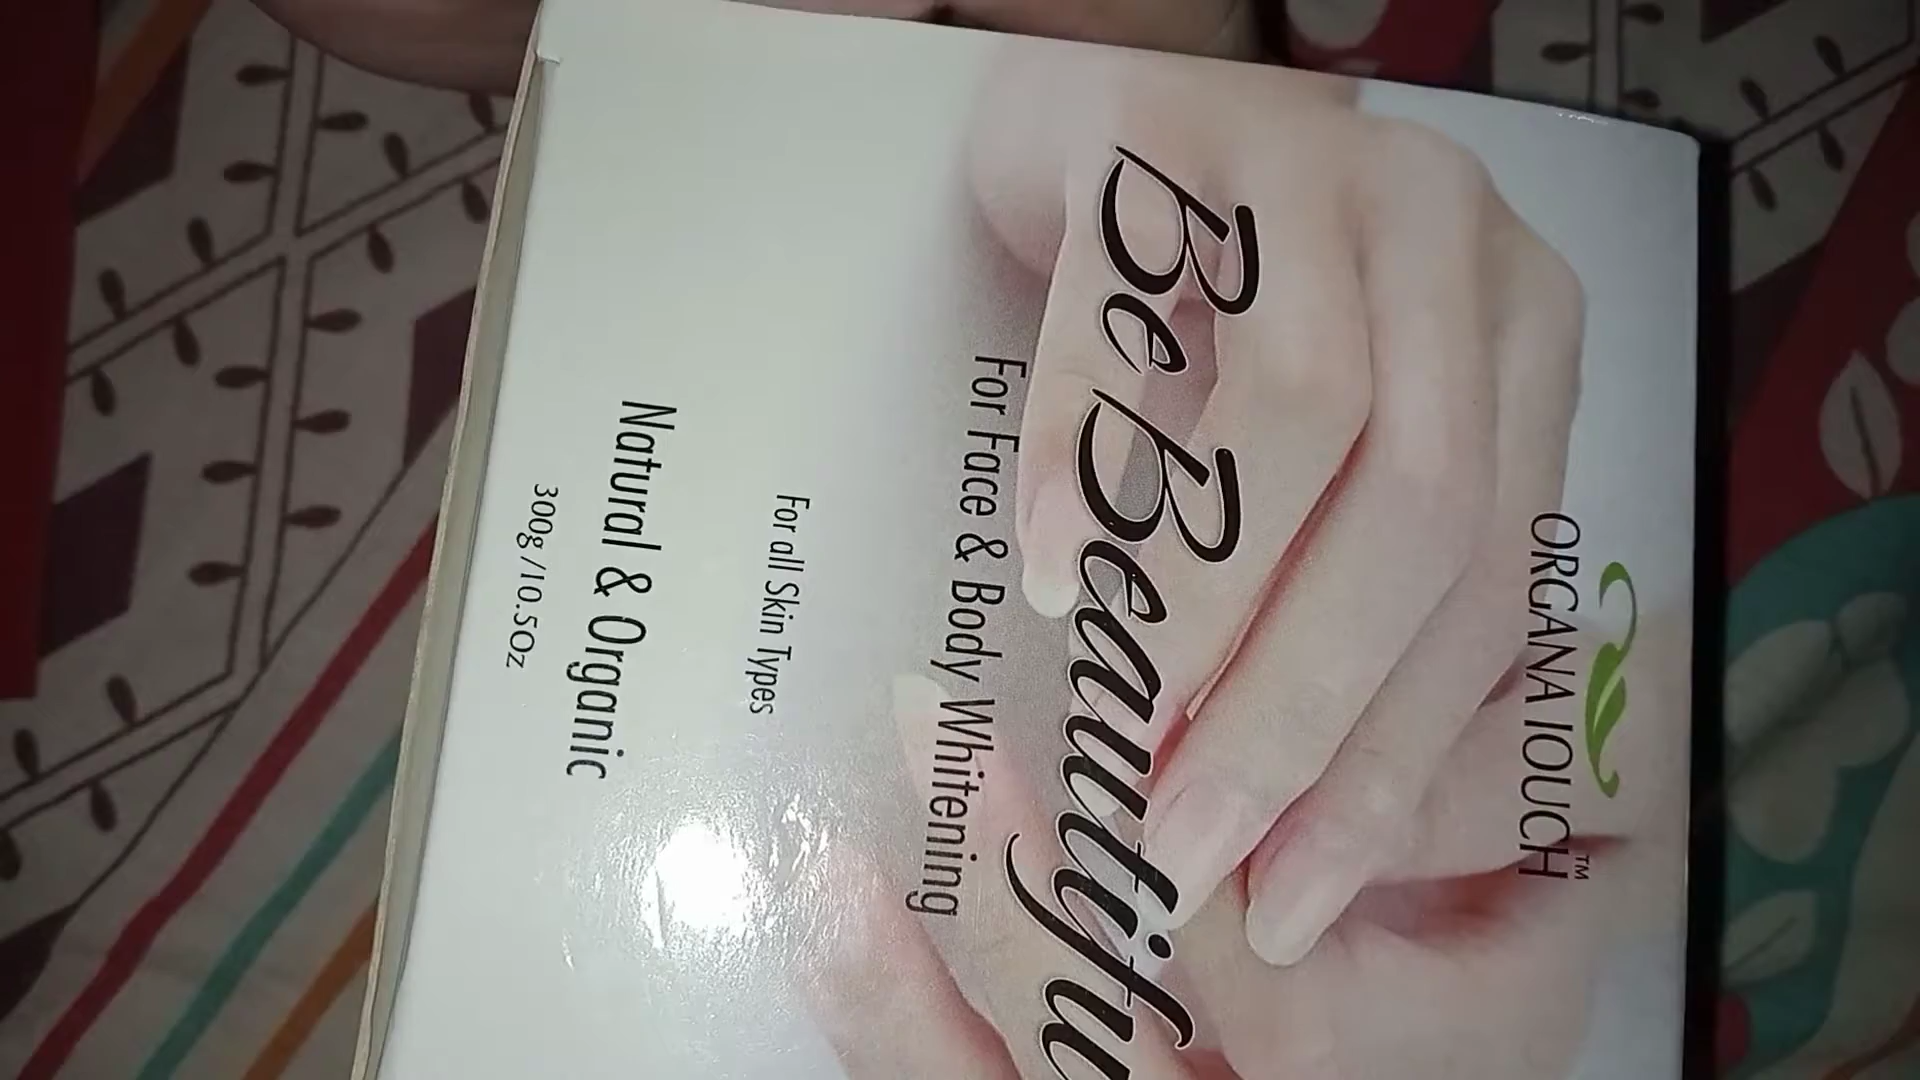 ORGANA TOUCH™
Be Beautifu
For Face & Body Whitening
For all Skin Types
Natural & Organic
300g/10.5Oz